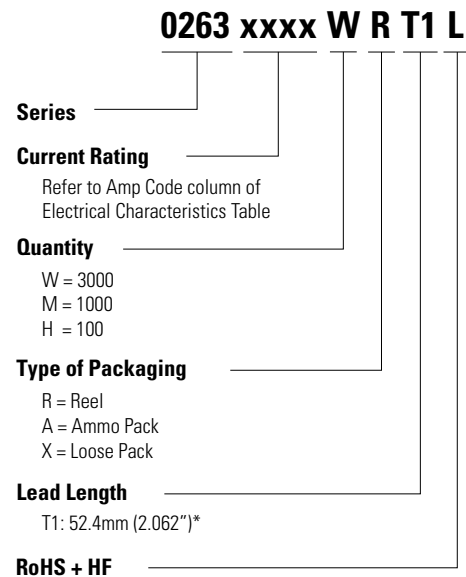 0263 xxxx W R T1 L
Series
Current Rating
Refer to Amp Code column of
Electrical Characteristics Table
Quantity
W = 3000
M = 1000
H = 100
Type of Packaging
R = Reel
A = Ammo Pack
X = Loose Pack
Lead Length
T1: 52.4mm (2.062”)*
RoHS + HF